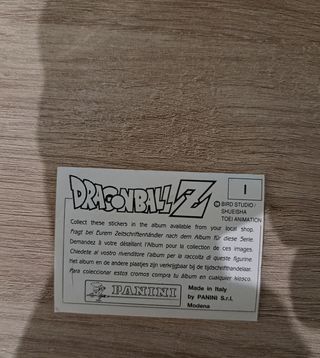 DRAGONBALL Z
I
© BIRD STUDIO /
SHUEISHA
TOEI ANIMATION
Collect these stickers in the album available from your local shop.
Fragt bei Eurem Zeitschriftenhändler nach dem Album für diese Serie.
Demandez à votre détaillant l'Album pour la collection de ces images.
Chiedete al vostro rivenditore l'album per la raccolta di queste figurine.
Het album en de andere plaatjes zijn verkrijgbaar bij de tijdschriftenhandelaar.
Para coleccionar estos cromos compra tu álbum en cualquier kiosco.
PANINI
Made in Italy
by PANINI S.r.l.
Modena